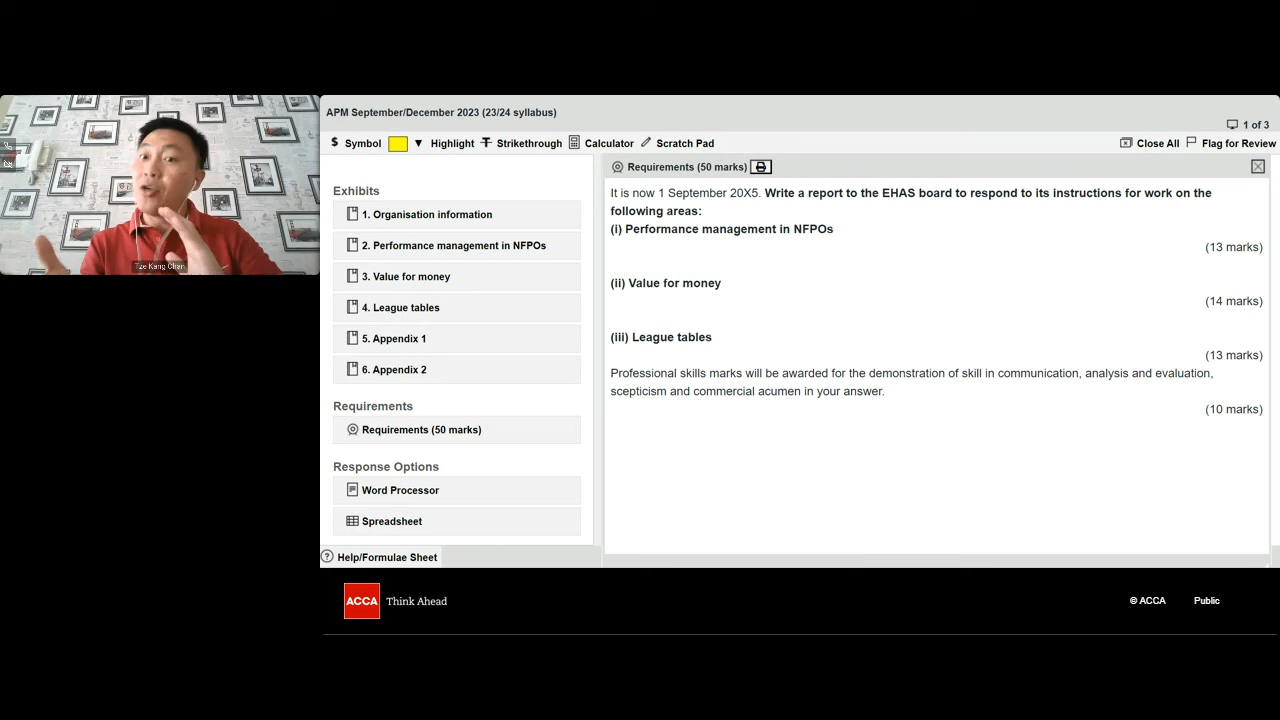 APM September/December 2023 (23/24 syllabus)
1 of 3
Symbol Highlight Strikethrough Calculator Scratch Pad Close All Flag for Review
Tze Kang Chan
Exhibits
1. Organisation information
2. Performance management in NFPOs
3. Value for money
4. League tables
5. Appendix 1
6. Appendix 2
Requirements
Requirements (50 marks)
Response Options
Word Processor
Spreadsheet
Help/Formulae Sheet
Requirements (50 marks)
It is now 1 September 20X5. Write a report to the EHAS board to respond to its instructions for work on the
following areas:
(i) Performance management in NFPOs
(13 marks)
(ii) Value for money
(14 marks)
(iii) League tables
(13 marks)
Professional skills marks will be awarded for the demonstration of skill in communication, analysis and evaluation,
scepticism and commercial acumen in your answer.
(10 marks)
ACCA Think Ahead
© ACCA Public